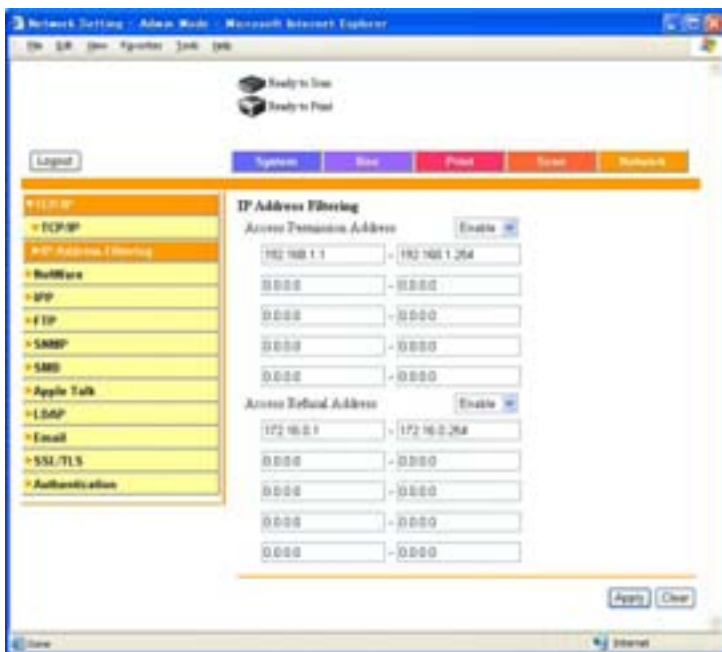 Network Setting - Admin Mode - Microsoft Internet Explorer
File Edit View Favorites Tools Help
Ready to Scan
Ready to Print
Logout
System Box Print Scan Network
TCP/IP
TCP/IP
IP Address Filtering
NetWare
IPP
FTP
SNMP
SMB
Apple Talk
LDAP
Email
SSL/TLS
Authentication
IP Address Filtering
Access Permission Address Enable
192.168.1.1 - 192.168.1.254
0.0.0.0 - 0.0.0.0
0.0.0.0 - 0.0.0.0
0.0.0.0 - 0.0.0.0
0.0.0.0 - 0.0.0.0
Access Refusal Address Enable
172.16.0.1 - 172.16.0.254
0.0.0.0 - 0.0.0.0
0.0.0.0 - 0.0.0.0
0.0.0.0 - 0.0.0.0
0.0.0.0 - 0.0.0.0
Apply Clear
Done Internet